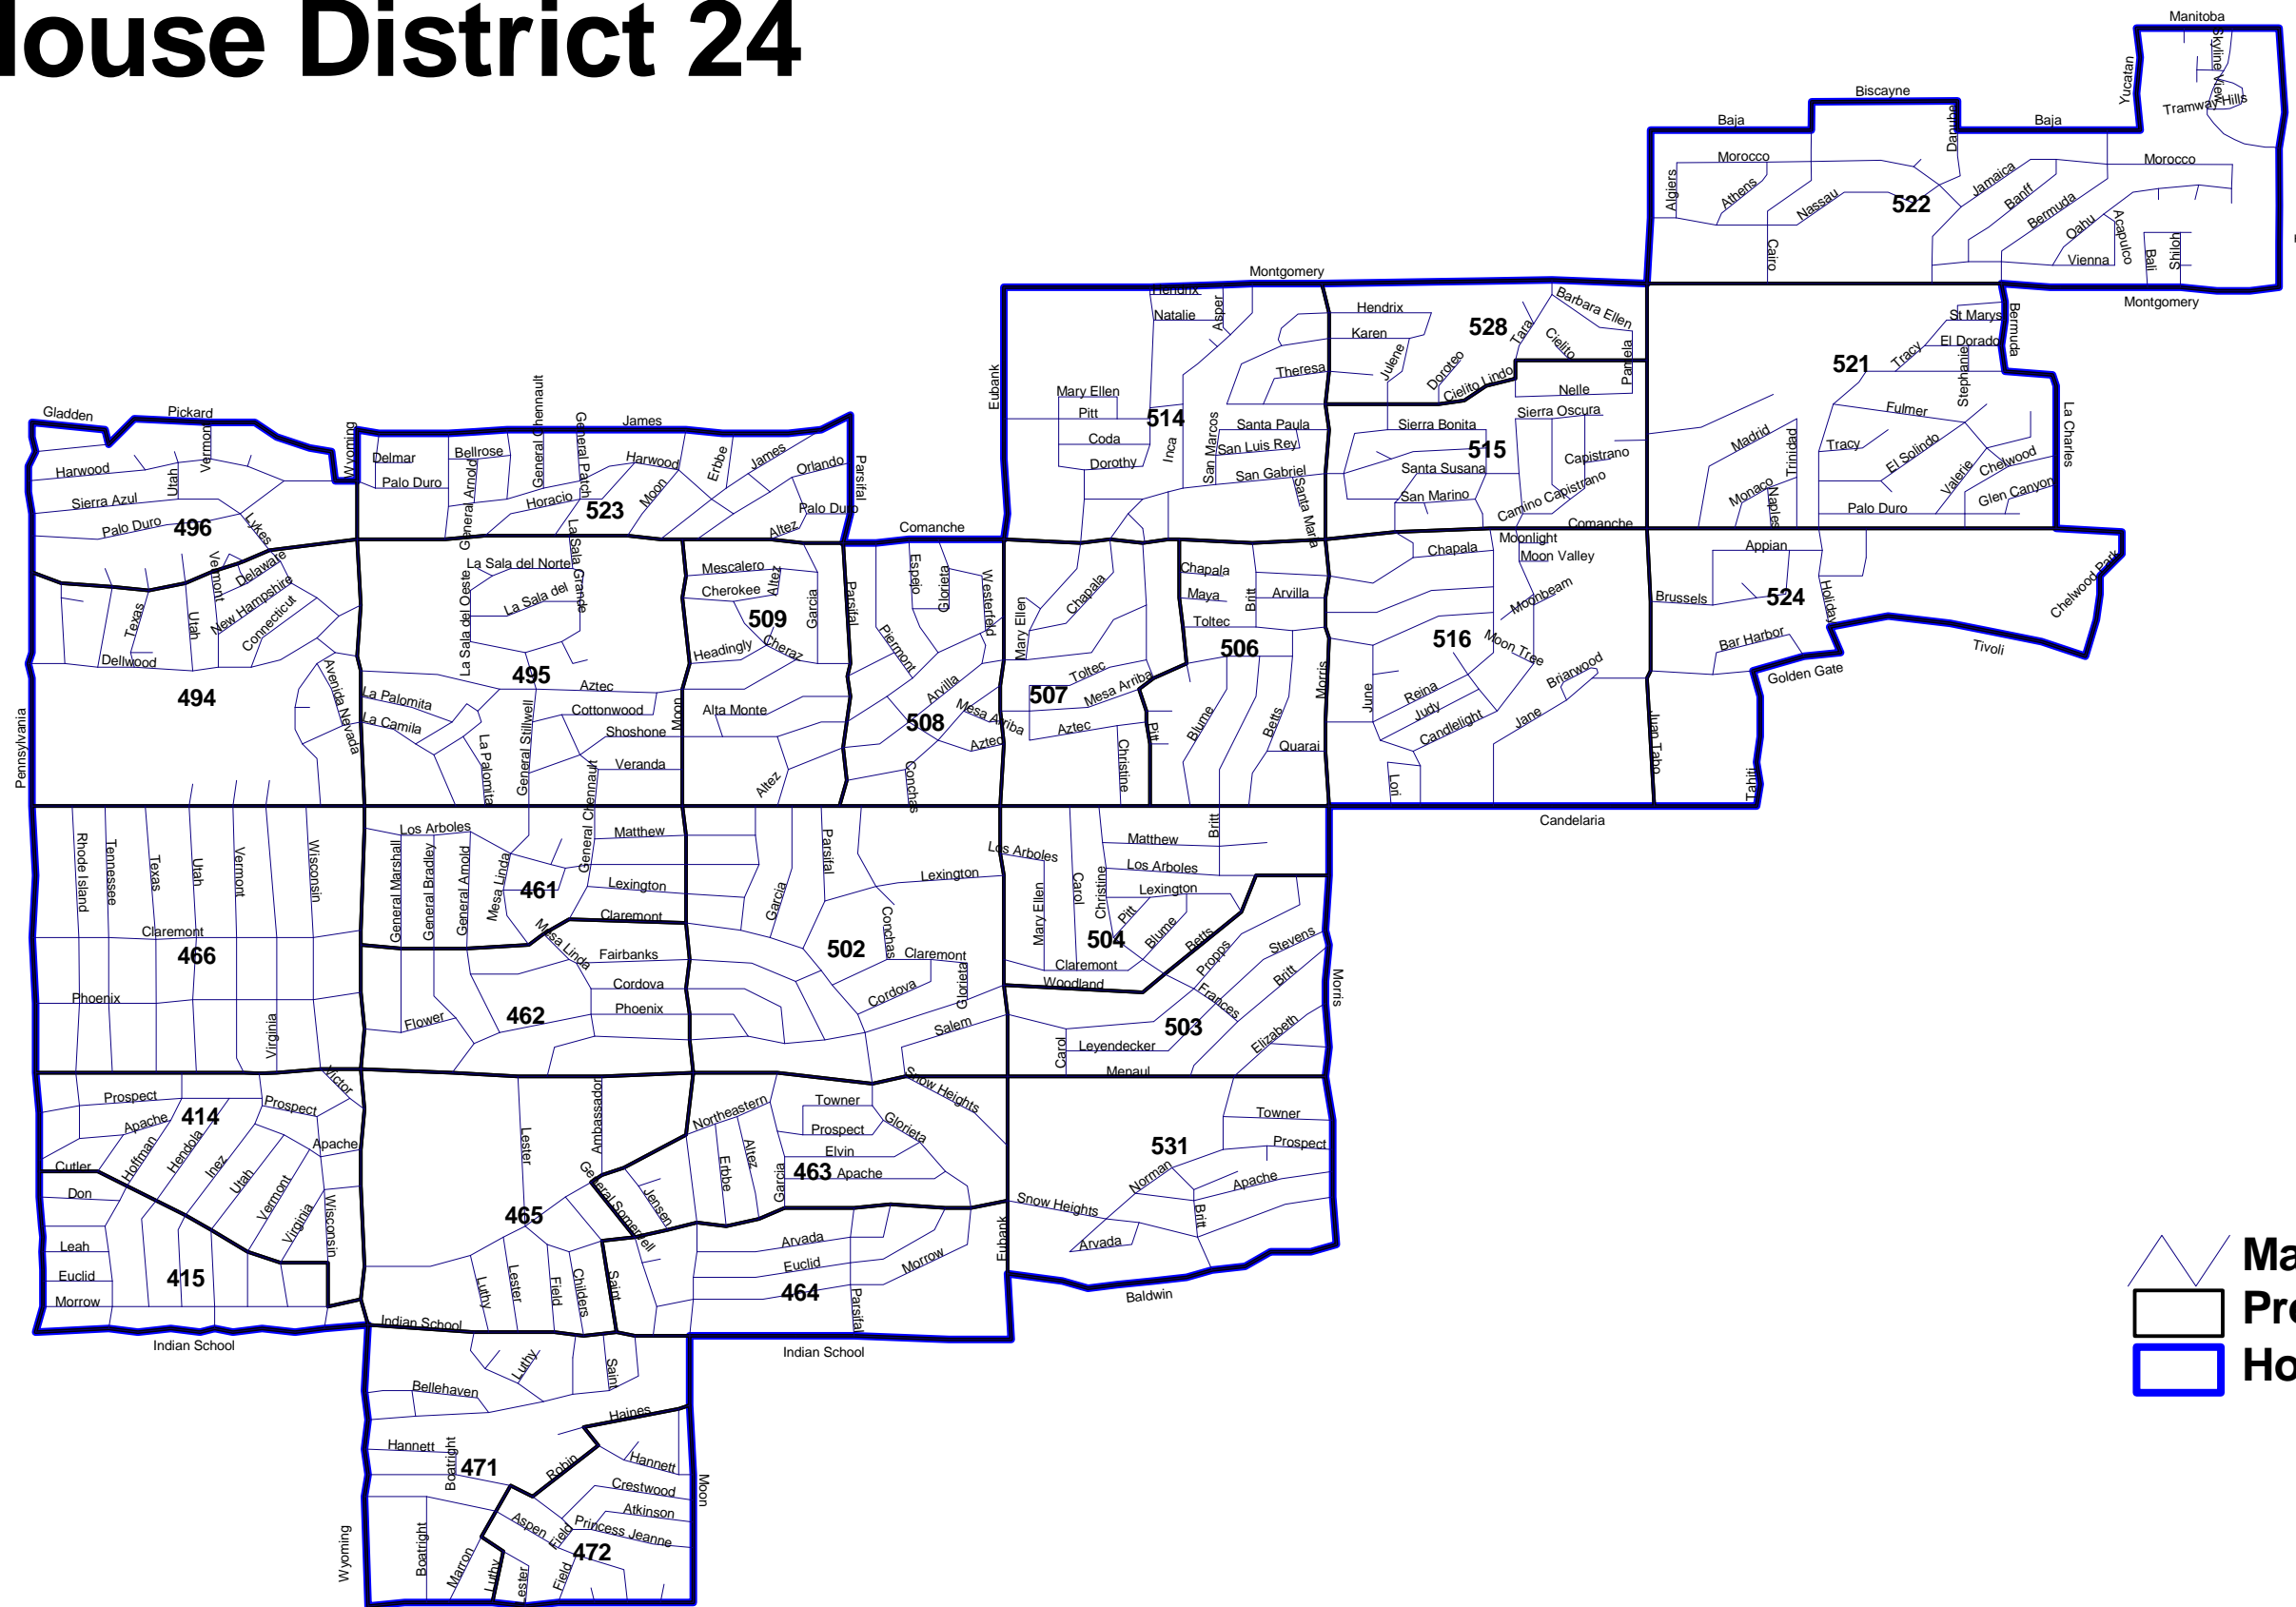 House District 24
Manitoba
Skyline View
Yucatan
Tramway Hills
Biscayne
Baja
Baja
Danube
Morocco
Morocco
Algiers
Athens
Nassau
522
Jamaica
Banff
Bermuda
Oahu
Acapulco
Cairo
Vienna
Bali
Shiloh
Montgomery
Montgomery
Hendrix
Natalie
Asper
Hendrix
Karen
528
Tara
Barbara Ellen
Cielito
Pamela
St Marys
Bermuda
El Dorado
Tracy
Stephanie
521
Eubank
Theresa
Julene
Doroteo
Cielito Lindo
Nelle
Mary Ellen
Pitt
514
Coda
Dorothy
Inca
San Marcos
Santa Paula
San Luis Rey
San Gabriel
Santa Maria
Sierra Oscura
Sierra Bonita
515
Santa Susana
Capistrano
San Marino
Camino Capistrano
Comanche
Fulmer
Madrid
Trinidad
Tracy
El Solindo
Valerie
Chelwood
Glen Canyon
La Charles
Monaco
Naples
Palo Duro
Gladden
Pickard
Vermont
Wyoming
Harwood
Utah
Sierra Azul
Palo Duro
496
Lykes
James
General Chennault
General Patch
Delmar
Bellrose
Palo Duro
General Arnold
Harwood
Horacio
Moon
523
Erbbe
James
Orlando
Parsifal
Palo Duro
Altez
Comanche
Vermont
Delaware
New Hampshire
Connecticut
Texas
Utah
Dellwood
494
Avenida Nevada
Pennsylvania
La Sala del Norte
La Sala Grande
La Sala del
La Sala del Oeste
495
Aztec
La Palomita
La Camila
Cottonwood
Shoshone
La Palomita
General Stillwell
Veranda
Moon
Mescalero
Cherokee
Altez
509
Garcia
Headingly
Cheraz
Alta Monte
Altez
Parsifal
Espejo
Glorieta
Westerfield
Piermont
Arvilla
508
Mesa Arriba
Aztec
Conchas
Mary Ellen
Chapala
Toltec
507
Mesa Arriba
Aztec
Christine
Pitt
Chapala
Maya
Britt
Arvilla
Toltec
506
Blume
Betts
Quarai
Morris
Chapala
Moonlight
Moon Valley
Moonbeam
516
Moon Tree
Briarwood
June
Reina
Judy
Candlelight
Jane
Lori
Juan Tabo
Appian
Brussels
524
Holiday
Bar Harbor
Golden Gate
Tivoli
Chelwood Park
Tahiti
Candelaria
Rhode Island
Tennessee
Texas
Utah
Vermont
Wisconsin
Claremont
466
Phoenix
Virginia
Los Arboles
General Marshall
General Bradley
General Arnold
Mesa Linda
461
General Chennault
Matthew
Lexington
Claremont
Mesa Linda
Fairbanks
Cordova
462
Phoenix
Flower
Parsifal
Garcia
Lexington
502
Conchas
Claremont
Cordova
Glorieta
Salem
Los Arboles
Carol
Christine
Matthew
Britt
Los Arboles
Lexington
Pitt
Blume
504
Mary Ellen
Claremont
Betts
Woodland
Propps
Stevens
Britt
Frances
503
Elizabeth
Morris
Carol
Leyendecker
Menaul
Victor
Prospect
414
Prospect
Apache
Apache
Cutler
Hoffman
Hendola
Inez
Utah
Vermont
Virginia
Wisconsin
Don
Leah
Euclid
415
Morrow
Indian School
Lester
Ambassador
465
General Somervell
Jensen
Luthy
Lester
Field
Childers
Saint
Indian School
Northeastern
Erbbe
Altez
Garcia
Towner
Prospect
Glorieta
Elvin
463
Apache
Snow Heights
Arvada
Euclid
Morrow
464
Parsifal
Eubank
Indian School
531
Towner
Prospect
Norman
Apache
Snow Heights
Britt
Arvada
Baldwin
Luthy
Saint
Bellehaven
Haines
Hannett
Boatright
471
Robin
Hannett
Crestwood
Atkinson
Princess Jeanne
Aspen
Field
472
Moon
Wyoming
Boatright
Marron
Luthy
Lester
Field
Ma
Pre
Ho